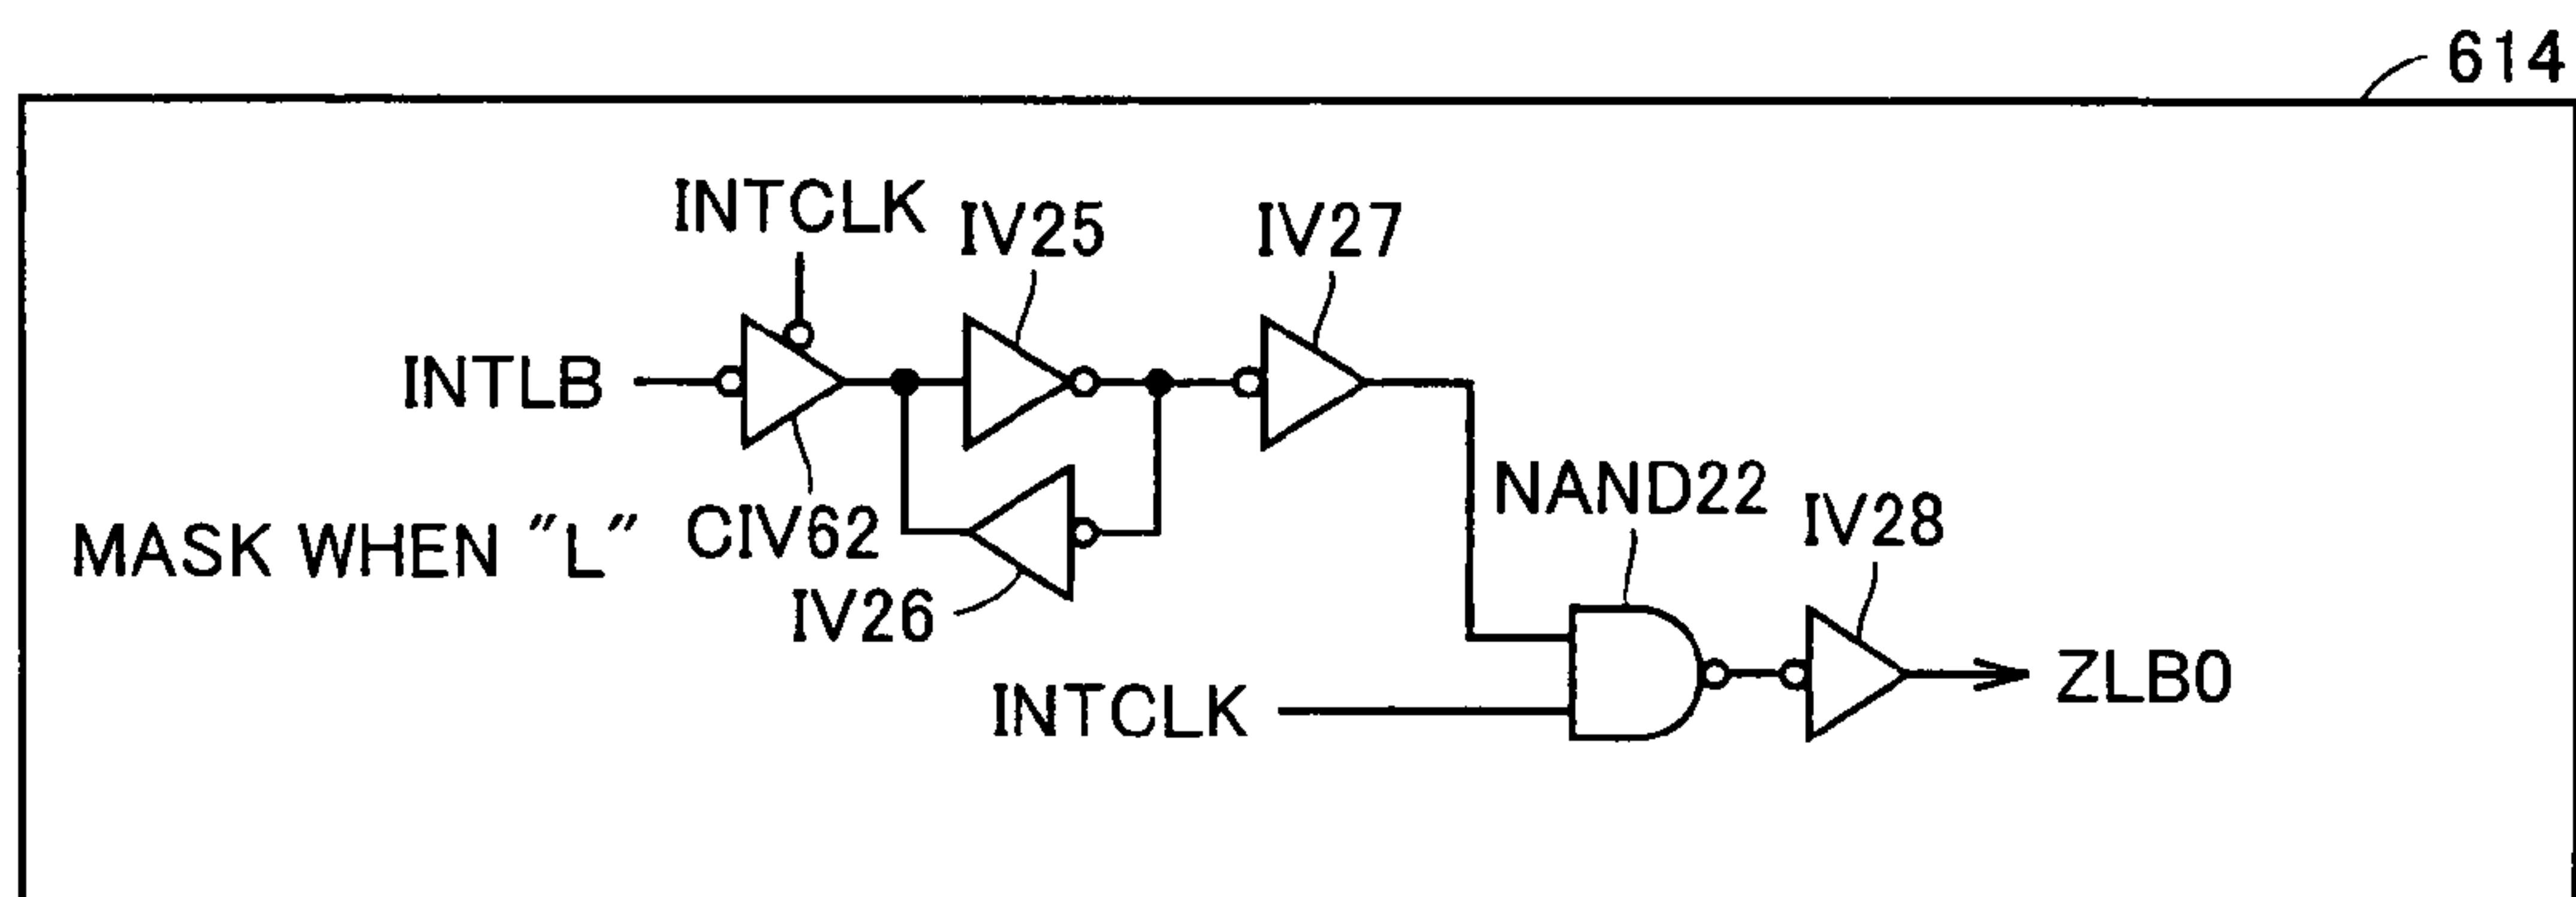 614
INTCLK
IV25
IV27
INTLB
CIV62
MASK WHEN "L"
IV26
NAND22
IV28
INTCLK
ZLB0